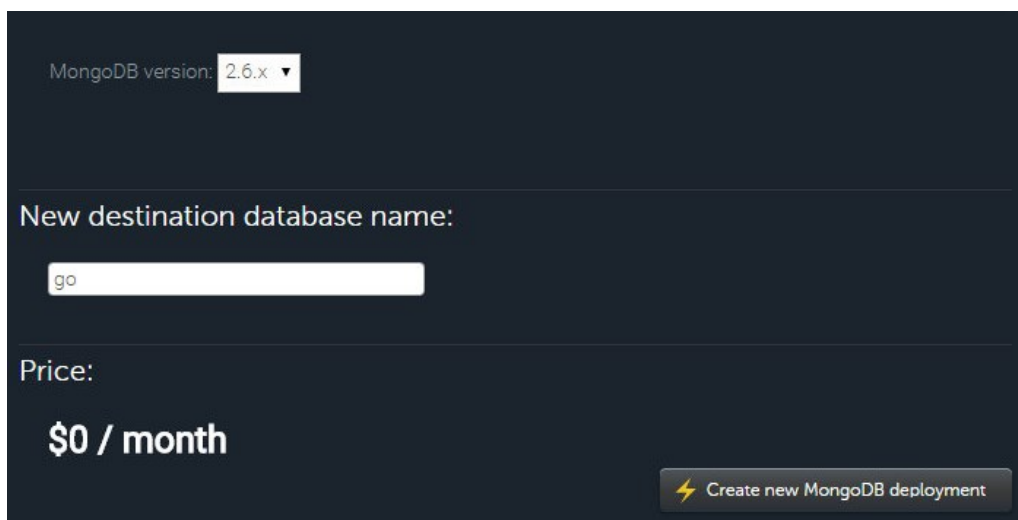 MongoDB version: 2.6.x
New destination database name:
go
Price:
$0 / month
Create new MongoDB deployment